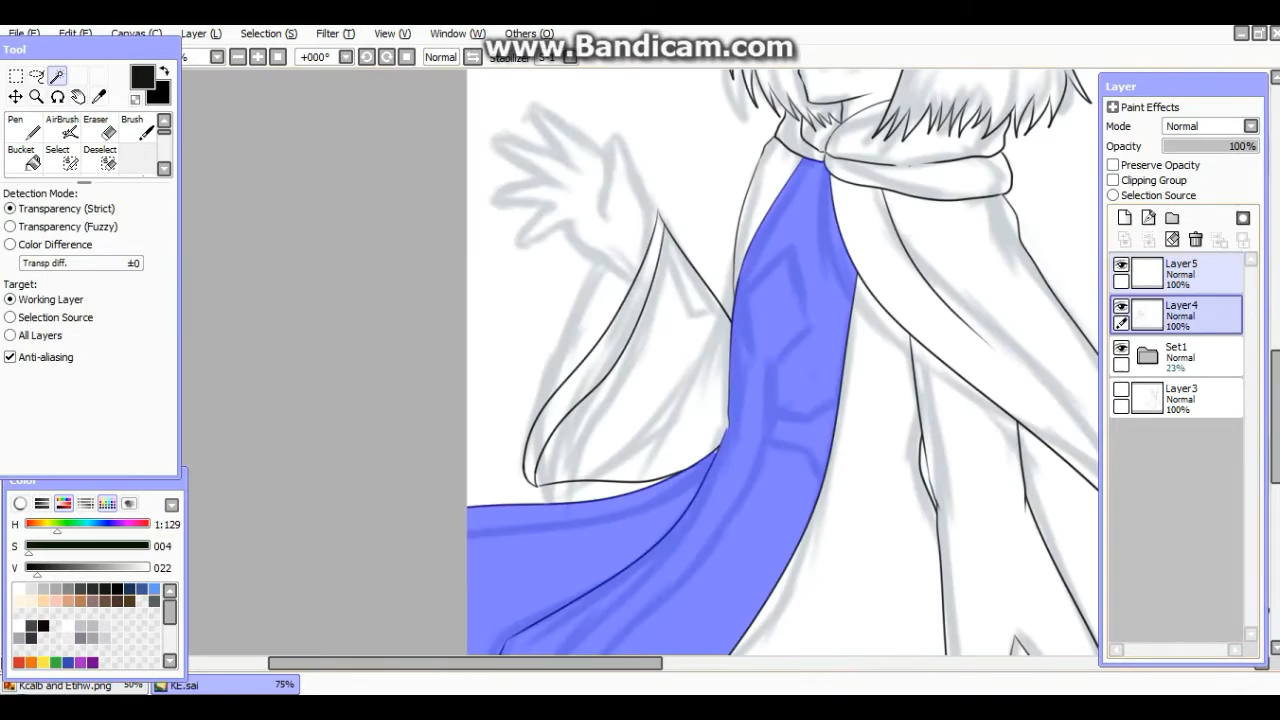 File (F) Edit (E) Canvas (C) Layer (L) Selection (S) Filter (T) View (V) Window (W) Others (O)
www.Bandicam.com
% +000° Normal Stabilizer S-1
Tool
Pen AirBrush Eraser Brush
Bucket Select Deselect
Detection Mode:
Transparency (Strict)
Transparency (Fuzzy)
Color Difference
Transp diff. ±0
Target:
Working Layer
Selection Source
All Layers
Anti-aliasing
Color
H 1:129
S 004
V 022
Layer
Paint Effects
Mode Normal
Opacity 100%
Preserve Opacity
Clipping Group
Selection Source
Layer5
Normal
100%
Layer4
Normal
100%
Set1
Normal
23%
Layer3
Normal
100%
Kcalb and Etihw.png 50% KE.sai 75%